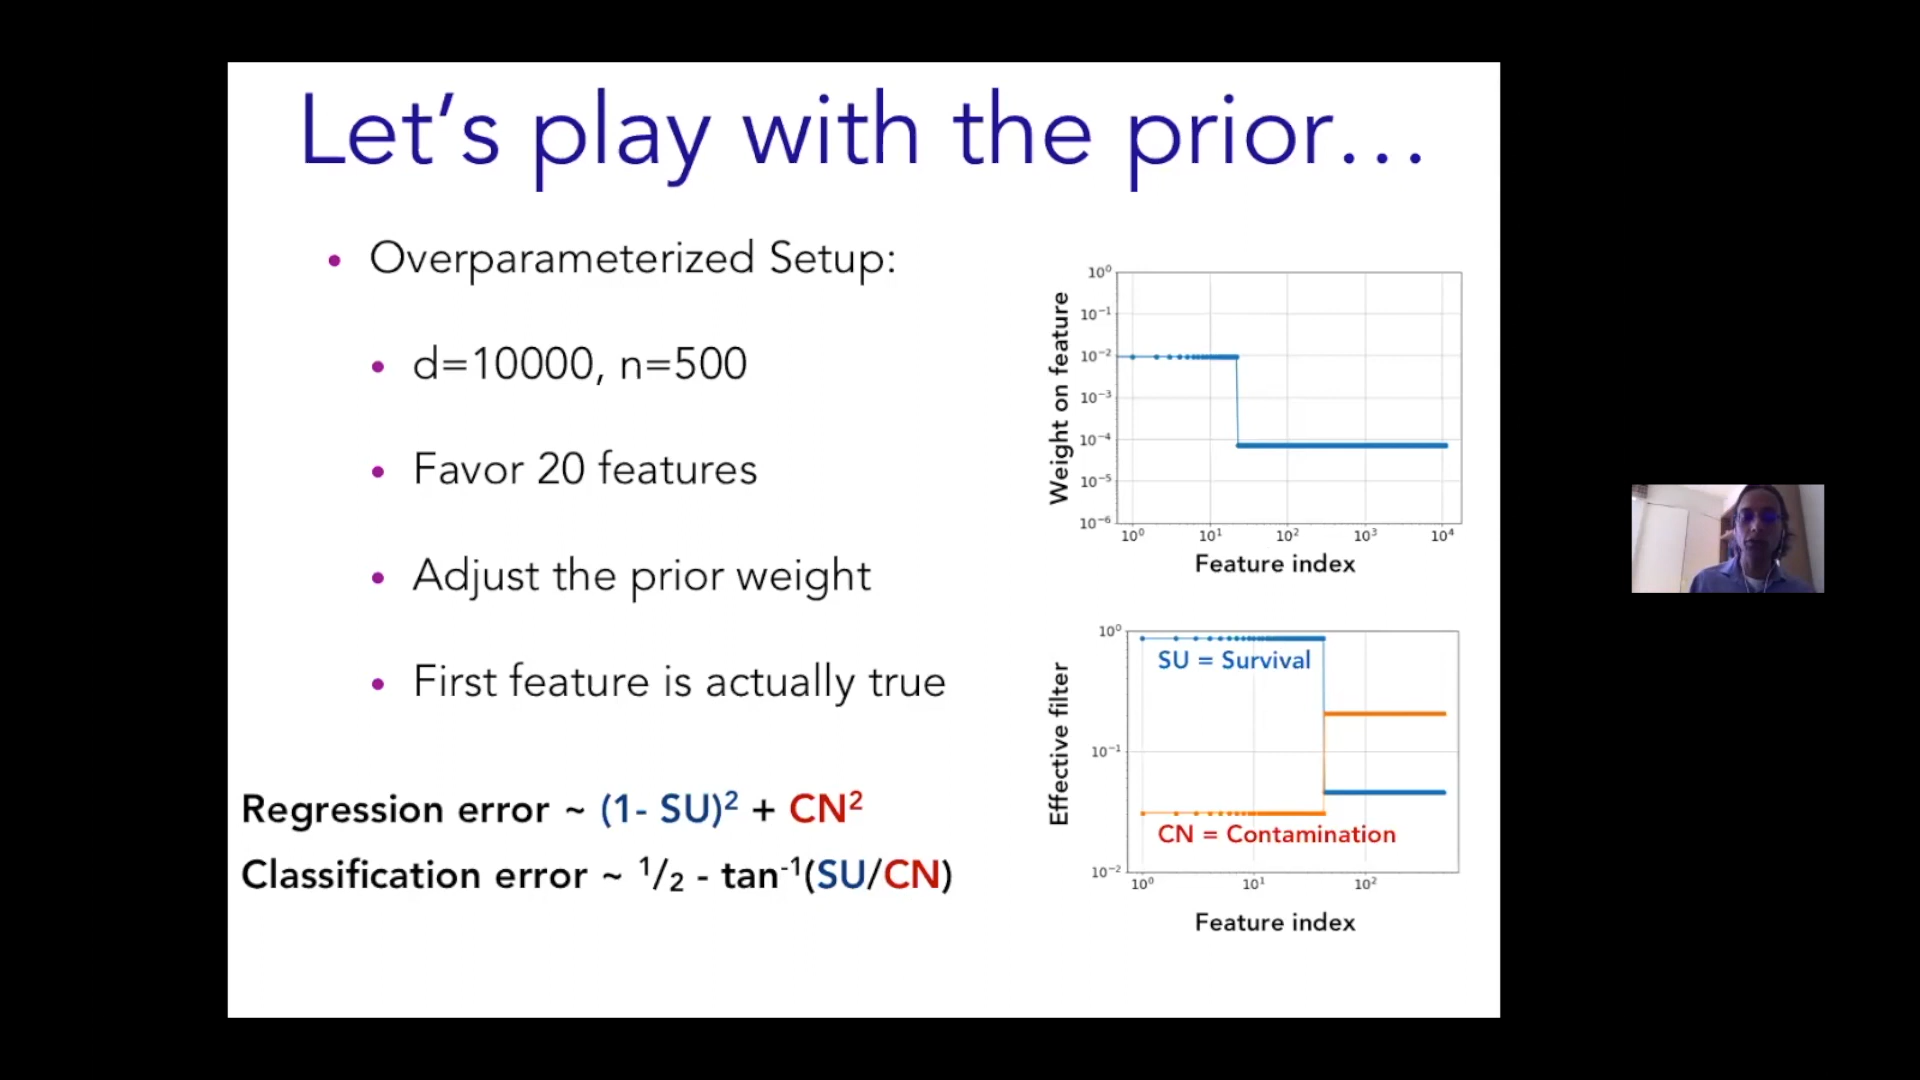 Let's play with the prior...
• Overparameterized Setup:
• d=10000, n=500
• Favor 20 features
• Adjust the prior weight
• First feature is actually true
Regression error ~ (1- SU)² + CN²
Classification error ~ ¹/₂ - tan⁻¹(SU/CN)
Weight on feature
10⁰
10⁻¹
10⁻²
10⁻³
10⁻⁴
10⁻⁵
10⁻⁶
10⁰ 10¹ 10² 10³ 10⁴
Feature index
Effective filter
10⁰
10⁻¹
10⁻²
SU = Survival
CN = Contamination
10⁰ 10¹ 10²
Feature index